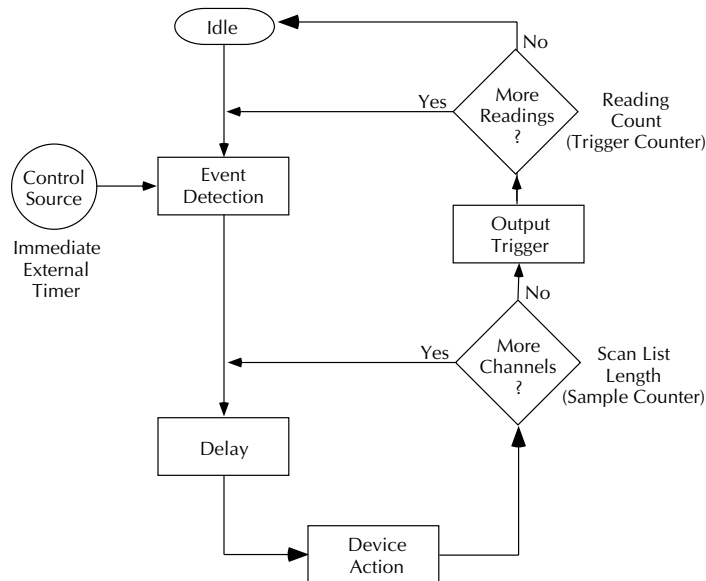 Idle
No
More
Readings
?
Yes
Reading
Count
(Trigger Counter)
Control
Source
Event
Detection
Immediate
External
Timer
Output
Trigger
No
More
Channels
?
Yes
Scan List
Length
(Sample Counter)
Delay
Device
Action